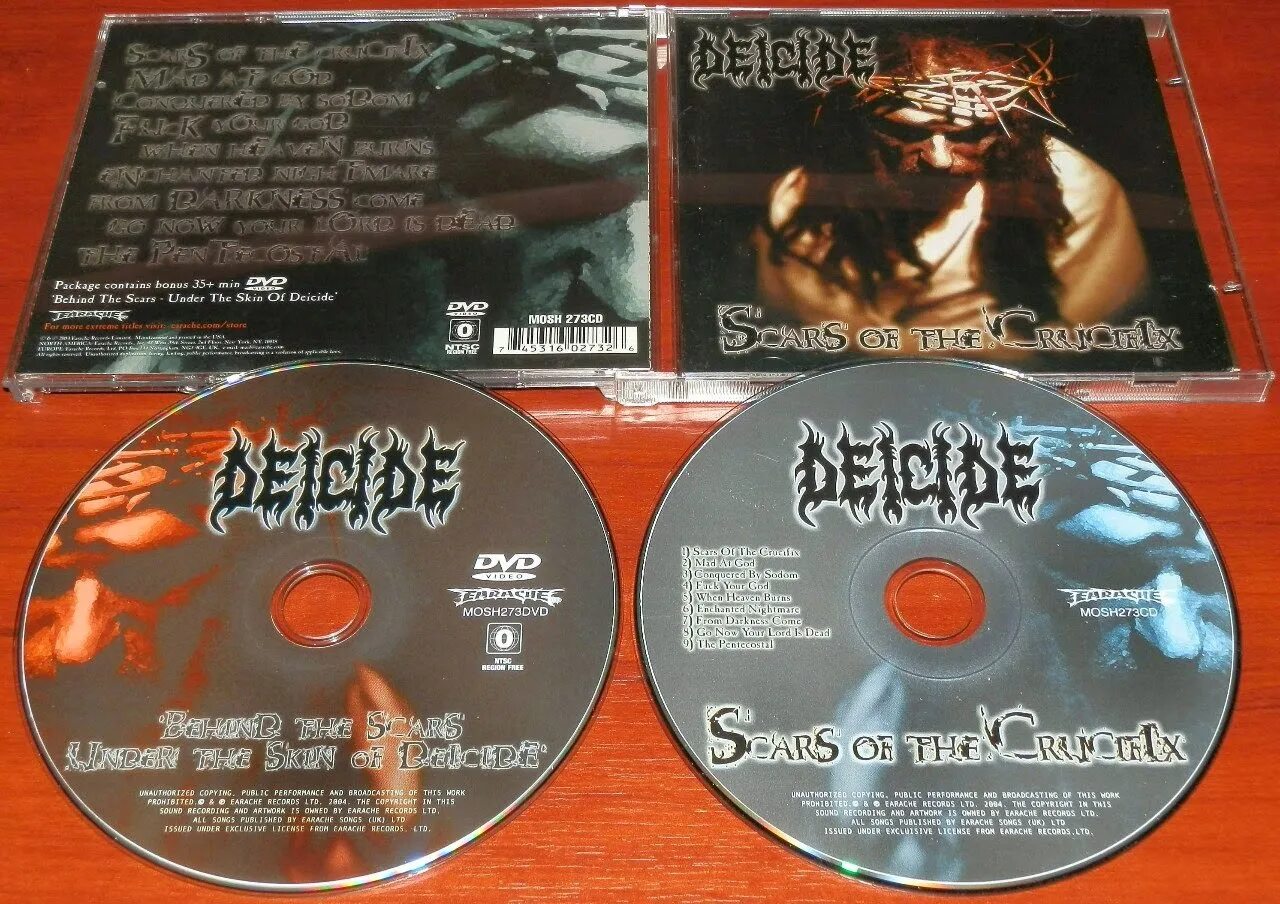 Scars of the Crucifix
Mad At God
Conquered by Sodom
Fuck Your God
When Heaven Burns
Enchanted Nightmare
From Darkness Come
Go Now Your Lord Is Dead
The Pentecostal
Package contains bonus 35+ min DVD VIDEO
'Behind The Scars - Under The Skin Of Deicide'
EARACHE
For more extreme titles visit: earache.com/store
DVD
VIDEO
0
NTSC
REGION FREE
MOSH 273CD
7 45316 02732 6
DEICIDE
Scars of the Crucifix
DEICIDE
DVD
VIDEO
EARACHE
MOSH273DVD
0
NTSC
REGION FREE
'Behind the Scars
Under the Skin of Deicide'
UNAUTHORIZED COPYING, PUBLIC PERFORMANCE AND BROADCASTING OF THIS WORK
PROHIBITED.℗ & © EARACHE RECORDS LTD. 2004. THE COPYRIGHT IN THIS
SOUND RECORDING AND ARTWORK IS OWNED BY EARACHE RECORDS LTD.
ALL SONGS PUBLISHED BY EARACHE SONGS (UK) LTD
ISSUED UNDER EXCLUSIVE LICENSE FROM EARACHE RECORDS. LTD.
DEICIDE
1) Scars Of The Crucifix
2) Mad At God
3) Conquered By Sodom
4) Fuck Your God
5) When Heaven Burns
6) Enchanted Nightmare
7) From Darkness Come
8) Go Now Your Lord Is Dead
9) The Pentecostal
EARACHE
MOSH273CD
Scars of the Crucifix
UNAUTHORIZED COPYING, PUBLIC PERFORMANCE AND BROADCASTING OF THIS WORK
PROHIBITED.℗ & © EARACHE RECORDS LTD. 2004. THE COPYRIGHT IN THIS
SOUND RECORDING AND ARTWORK IS OWNED BY EARACHE RECORDS LTD.
ALL SONGS PUBLISHED BY EARACHE SONGS (UK) LTD
ISSUED UNDER EXCLUISIVE LICENSE FROM EARACHE RECORDS.LTD.